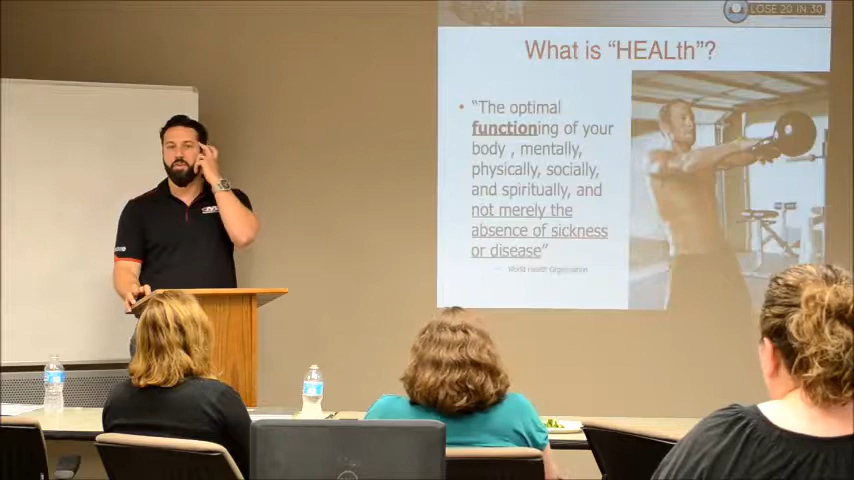 LOSE 20 IN 30
What is “HEALth”?
• “The optimal
functioning of your
body , mentally,
physically, socially,
and spiritually, and
not merely the
absence of sickness
or disease“
World Health Organisation